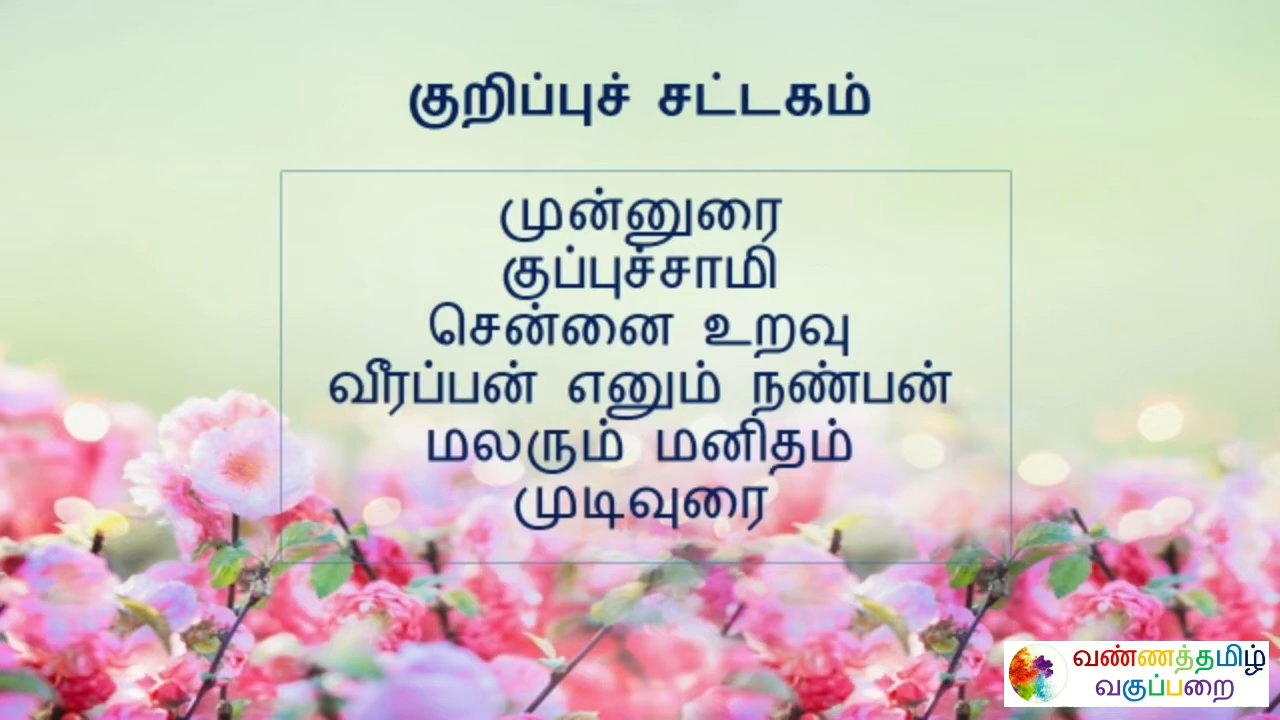 குறிப்புச் சட்டகம்
முன்னுரை
குப்புச்சாமி
சென்னை உறவு
வீரப்பன் எனும் நண்பன்
மலரும் மனிதம்
முடிவுரை
வண்ணத்தமிழ்
வகுப்பறை